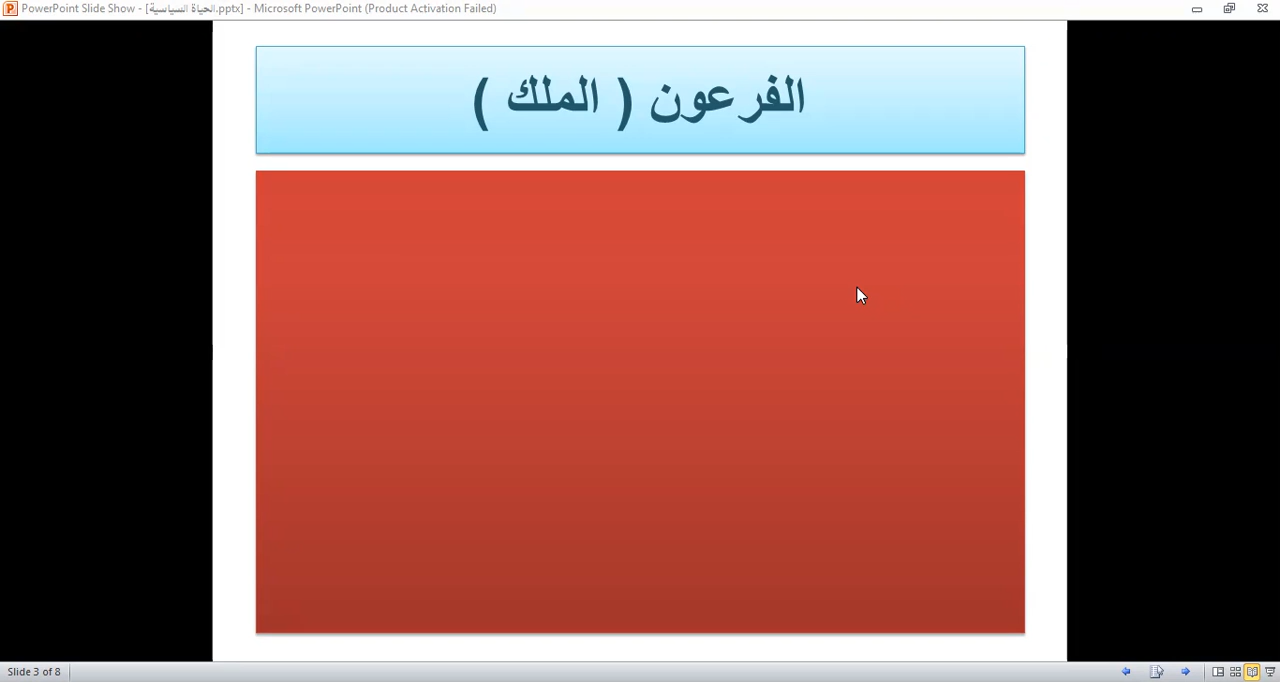 PowerPoint Slide Show - [الحياة السياسية.pptx] - Microsoft PowerPoint (Product Activation Failed)
الفرعون ( الملك )
Slide 3 of 8